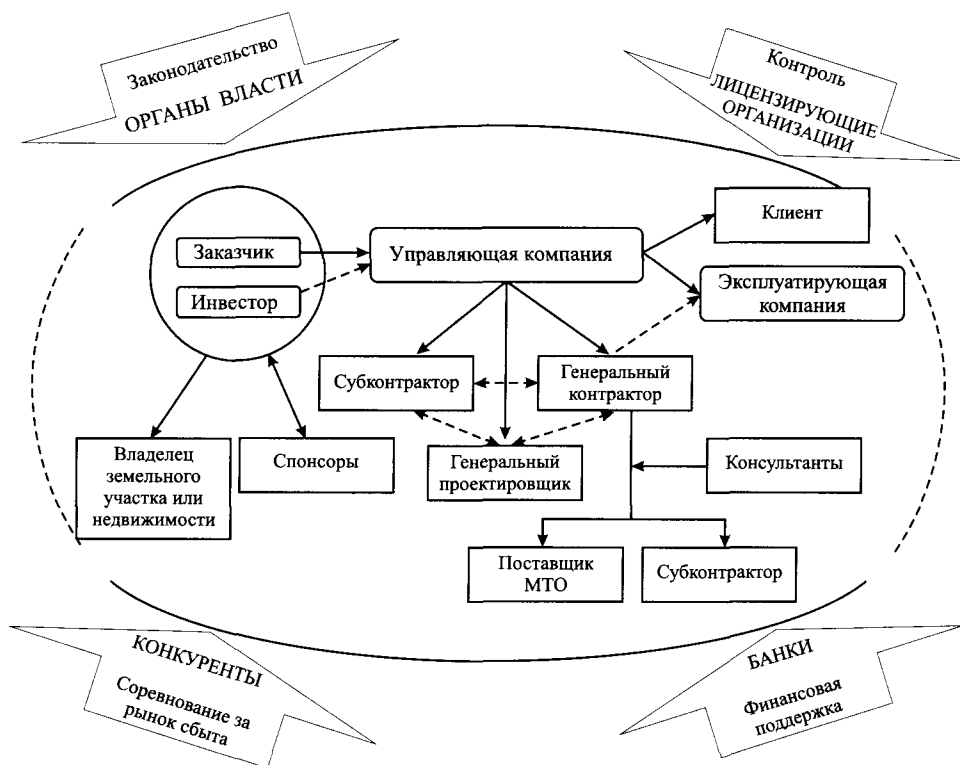 Законодательство
ОРГАНЫ ВЛАСТИ
Контроль
ЛИЦЕНЗИРУЮЩИЕ
ОРГАНИЗАЦИИ
Заказчик
Инвестор
Управляющая компания
Клиент
Эксплуатирующая
компания
Субконтрактор
Генеральный
контрактор
Владелец
земельного
участка или
недвижимости
Спонсоры
Генеральный
проектировщик
Консультанты
Поставщик
МТО
Субконтрактор
КОНКУРЕНТЫ
Соревнование за
рынок сбыта
БАНКИ
Финансовая
поддержка